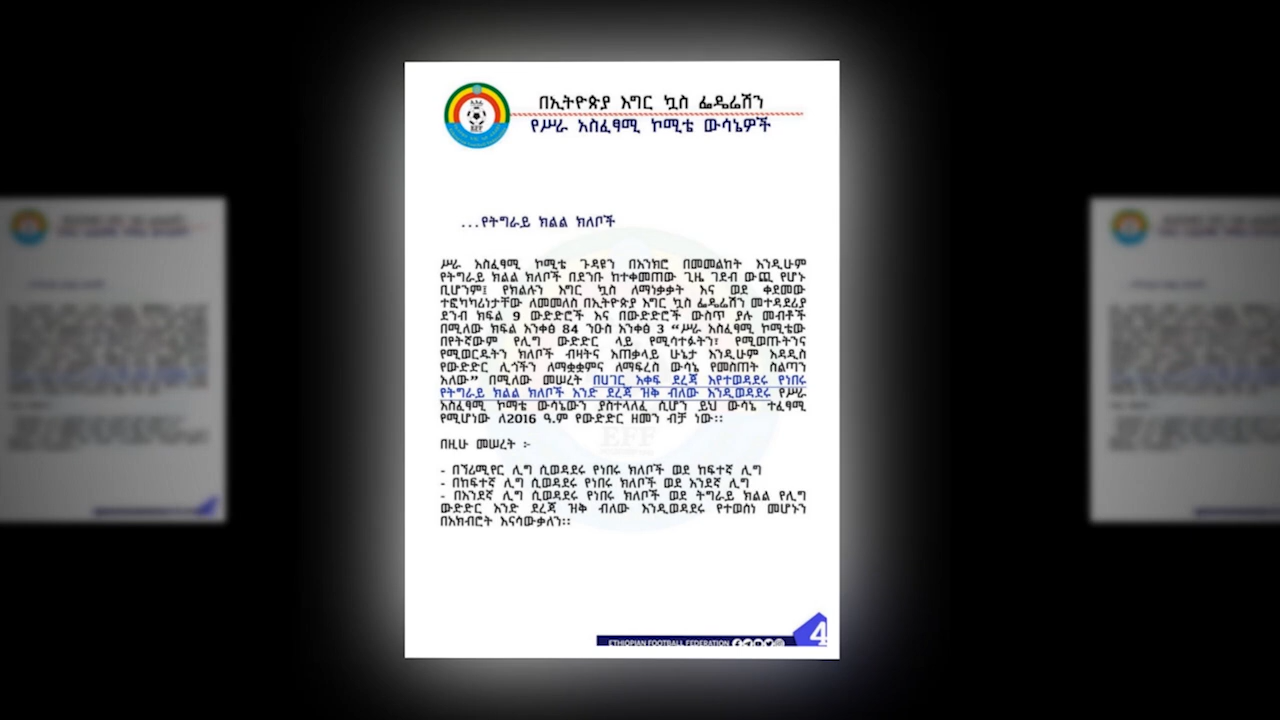 በኢትዮጵያ እግር ኳስ ፌዴሬሽን
የሥራ አስፈፃሚ ኮሚቴ ውሳኔዎች
EFF
...የትግራይ ክልል ክለቦች
ሥራ አስፈፃሚ ኮሚቴ ጉዳዩን በአንክሮ በመመልከት እንዲሁም
የትግራይ ክልል ክለቦች በደንቡ ከተቀመጠው ጊዜ ገደብ ውጪ የሆኑ
ቢሆንም፤ የክልሉን እግር ኳስ ለማነቃቃት እና ወደ ቀደመው
ተፎካካሪነታቸው ለመመለስ በኢትዮጵያ እግር ኳስ ፌዴሬሽን መተዳደሪያ
ደንብ ክፍል 9 ውድድሮች እና በውድድሮች ውስጥ ያሉ መብቶች
በሚለው ክፍል አንቀፅ 84 ንዑስ አንቀፅ 3 “ሥራ አስፈፃሚ ኮሚቴው
በየትኛውም የሊግ ውድድር ላይ የሚሳተፉትን፣ የሚወጡትንና
የሚወርዱትን ክለቦች ብዛትና አጠቃላይ ሁኔታ እንዲሁም አዳዲስ
የውድድር ሊጎችን ለማቋቋምና ለማፍረስ ውሳኔ የመስጠት ስልጣን
አለው” በሚለው መሠረት በሀገር አቀፍ ደረጃ እየተወዳደሩ የነበሩ
የትግራይ ክልል ክለቦች አንድ ደረጃ ዝቅ ብለው እንዲወዳደሩ የሥራ
አስፈፃሚ ኮማቴ ውሳኔውን ያስተላለፈ ሲሆን ይህ ውሳኔ ተፈፃሚ
የሚሆነው ለ2016 ዓ.ም የውድድር ዘመን ብቻ ነው።
በዚሁ መሠረት ፦
- በፕሪሚየር ሊግ ሲወዳደሩ የነበሩ ክለቦች ወደ ከፍተኛ ሊግ
- በከፍተኛ ሊግ ሲወዳደሩ የነበሩ ክለቦች ወደ አንደኛ ሊግ
- በአንደኛ ሊግ ሲወዳደሩ የነበሩ ክለቦች ወደ ትግራይ ክልል የሊግ
ውድድር አንድ ደረጃ ዝቅ ብለው እንዲወዳደሩ የተወሰነ መሆኑን
በአክብሮት እናሳውቃለን።
ETHIOPIAN FOOTBALL FEDERATION
4